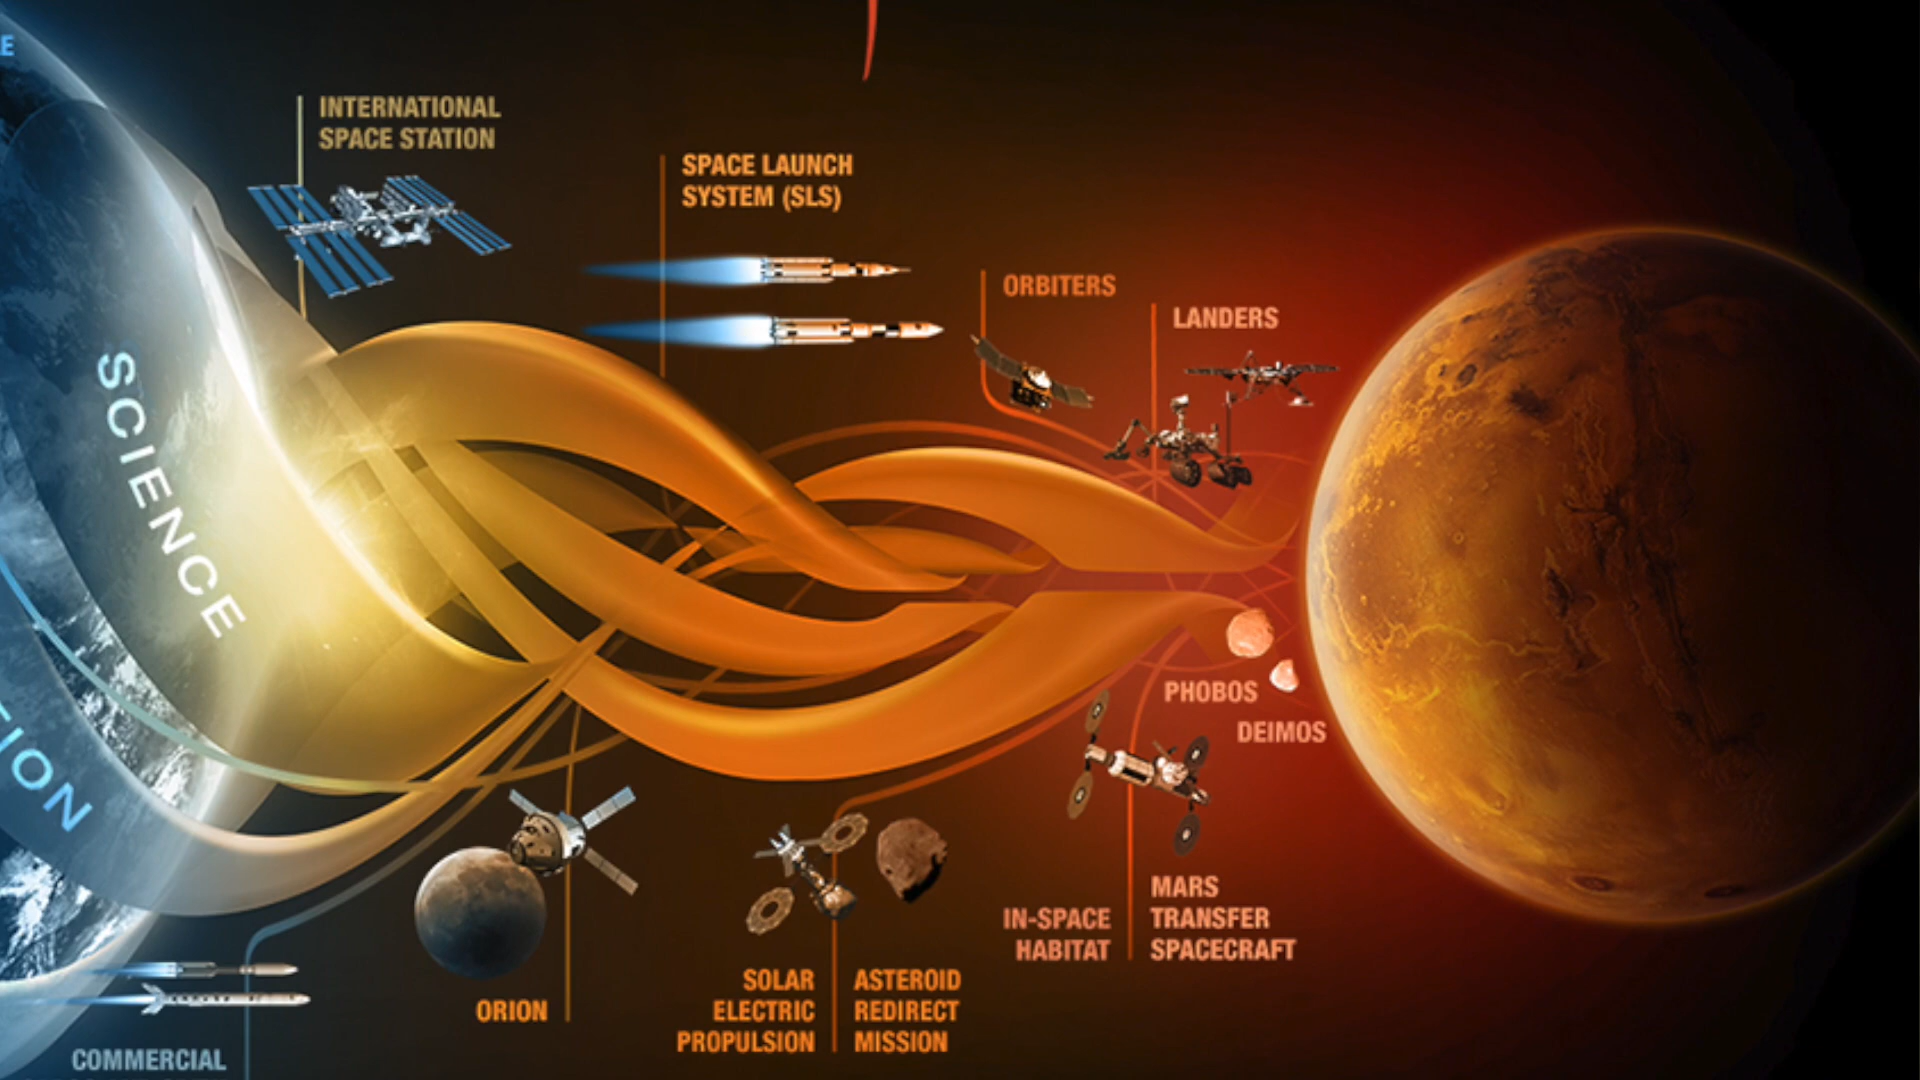 E
INTERNATIONAL
SPACE STATION
SPACE LAUNCH
SYSTEM (SLS)
ORBITERS
LANDERS
SCIENCE
PHOBOS
DEIMOS
TION
MARS
TRANSFER
SPACECRAFT
IN-SPACE
HABITAT
ORION
SOLAR
ELECTRIC
PROPULSION
ASTEROID
REDIRECT
MISSION
COMMERCIAL